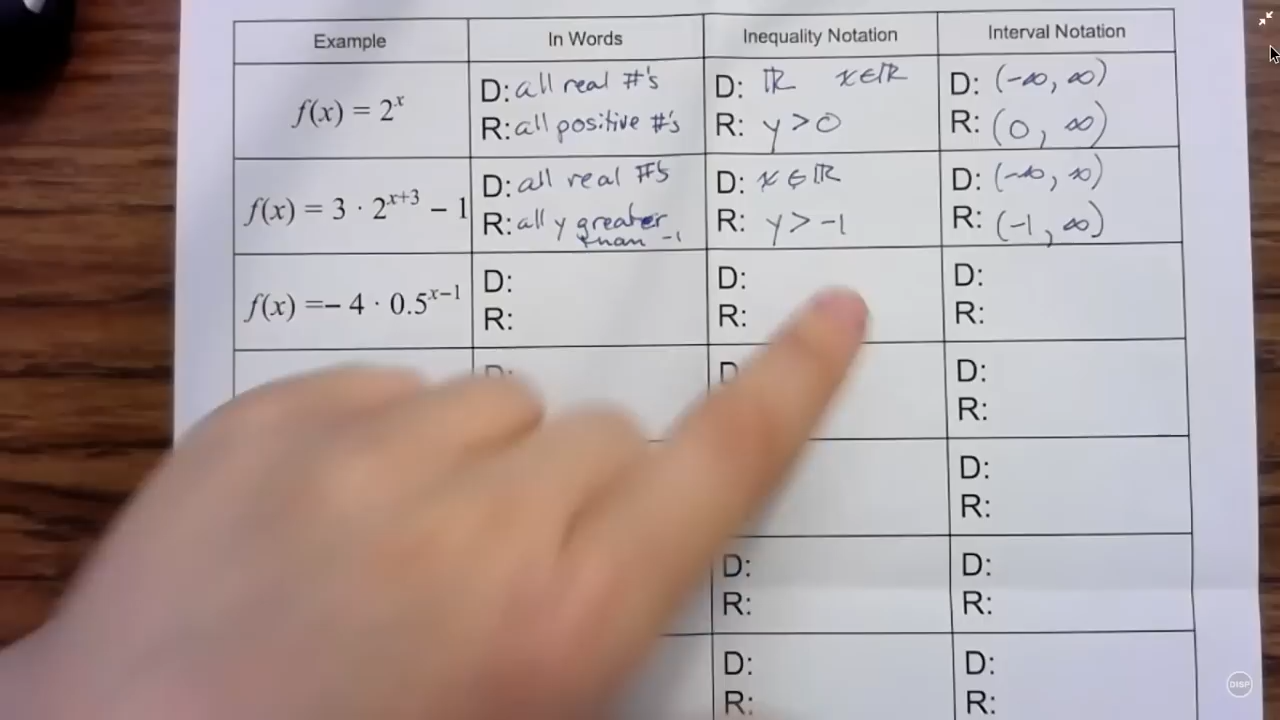 Example In Words Inequality Notation Interval Notation
f(x) = 2^x
D: all real #'s
R: all positive #'s
D: ℝ x∈ℝ
R: y > 0
D: (-∞, ∞)
R: (0, ∞)
f(x) = 3 · 2^{x+3} − 1
D: all real #'s
R: all y greater
than -1
D: x∈ℝ
R: y > -1
D: (-∞, ∞)
R: (-1, ∞)
f(x) =− 4 · 0.5^{x−1}
D:
R:
D:
R:
D:
R:
D:
D
D:
R:
D:
R:
D:
R:
D:
R:
D:
R:
D:
R:
DISP